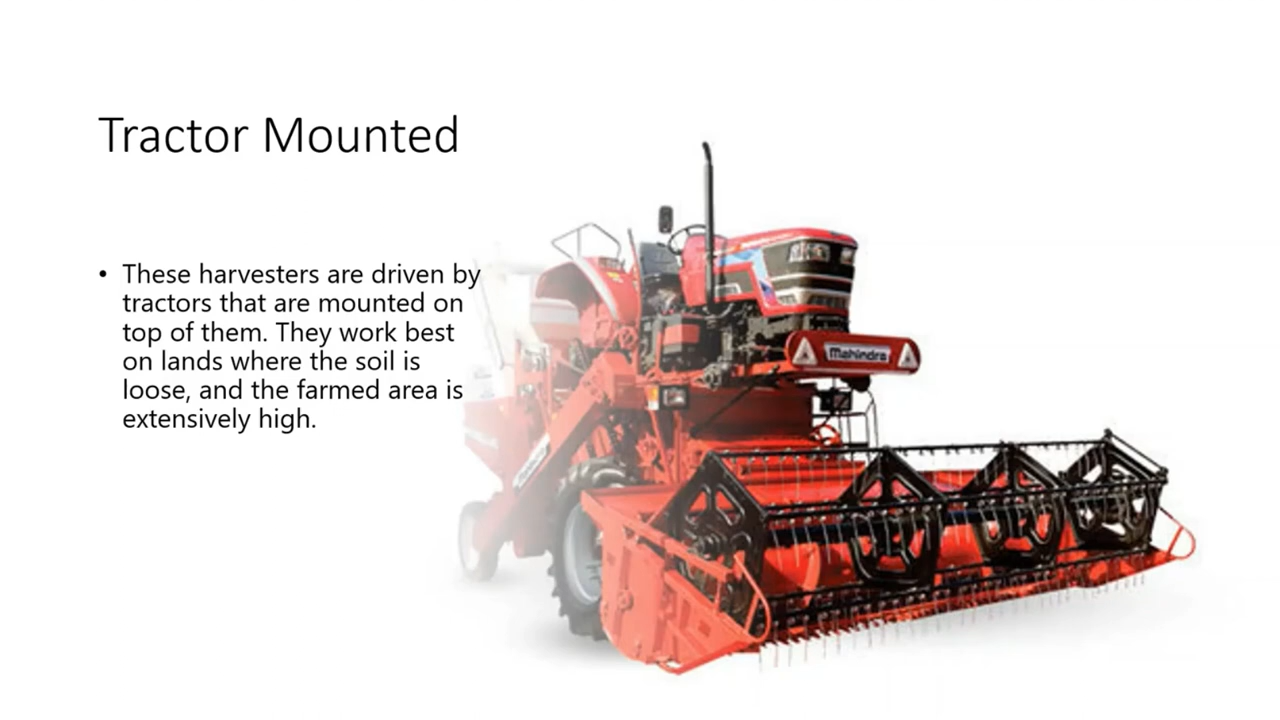 Tractor Mounted
• These harvesters are driven by
tractors that are mounted on
top of them. They work best
on lands where the soil is
loose, and the farmed area is
extensively high.
Mahindra